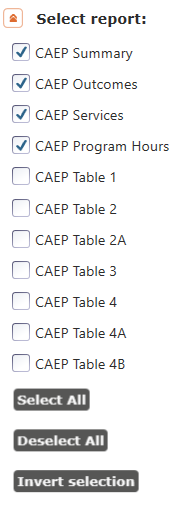 Select report:
CAEP Summary
CAEP Outcomes
CAEP Services
CAEP Program Hours
CAEP Table 1
CAEP Table 2
CAEP Table 2A
CAEP Table 3
CAEP Table 4
CAEP Table 4A
CAEP Table 4B
Select All
Deselect All
Invert selection